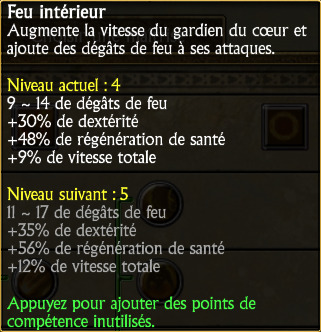 Feu intérieur
Augmente la vitesse du gardien du cœur et
ajoute des dégâts de feu à ses attaques.
Niveau actuel : 4
9 ~ 14 de dégâts de feu
+30% de dextérité
+48% de régénération de santé
+9% de vitesse totale
Niveau suivant : 5
11 ~ 17 de dégâts de feu
+35% de dextérité
+56% de régénération de santé
+12% de vitesse totale
Appuyez pour ajouter des points de
compétence inutilisés.